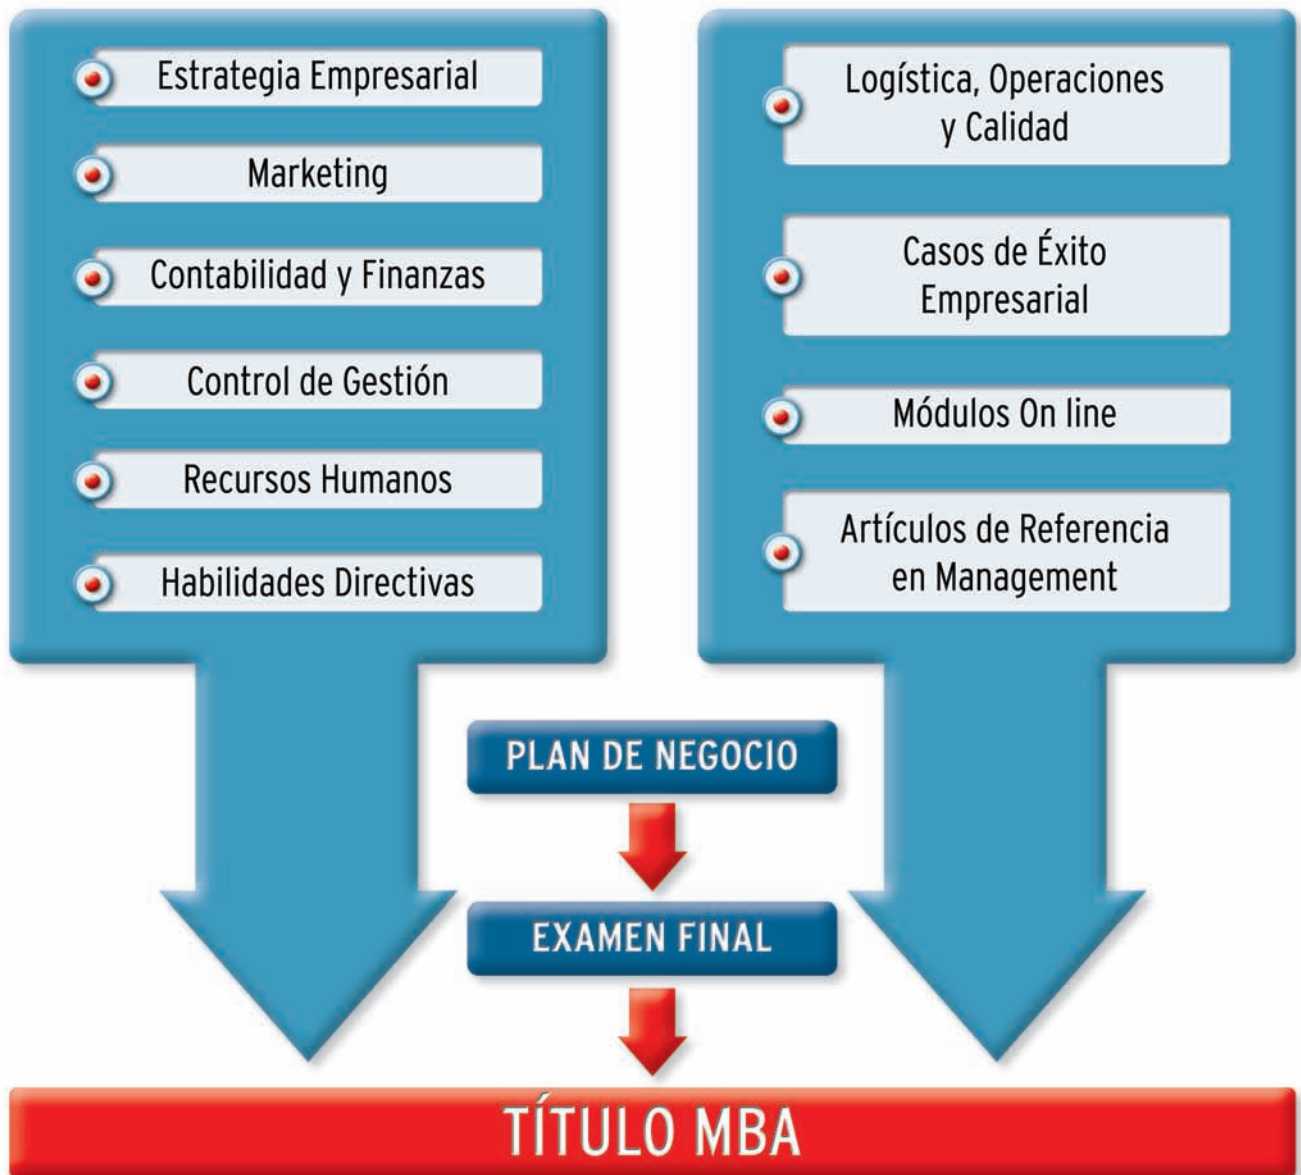 Estrategia Empresarial
Marketing
Contabilidad y Finanzas
Control de Gestión
Recursos Humanos
Habilidades Directivas
Logística, Operaciones
y Calidad
Casos de Éxito
Empresarial
Módulos On line
Artículos de Referencia
en Management
PLAN DE NEGOCIO
EXAMEN FINAL
TÍTULO MBA